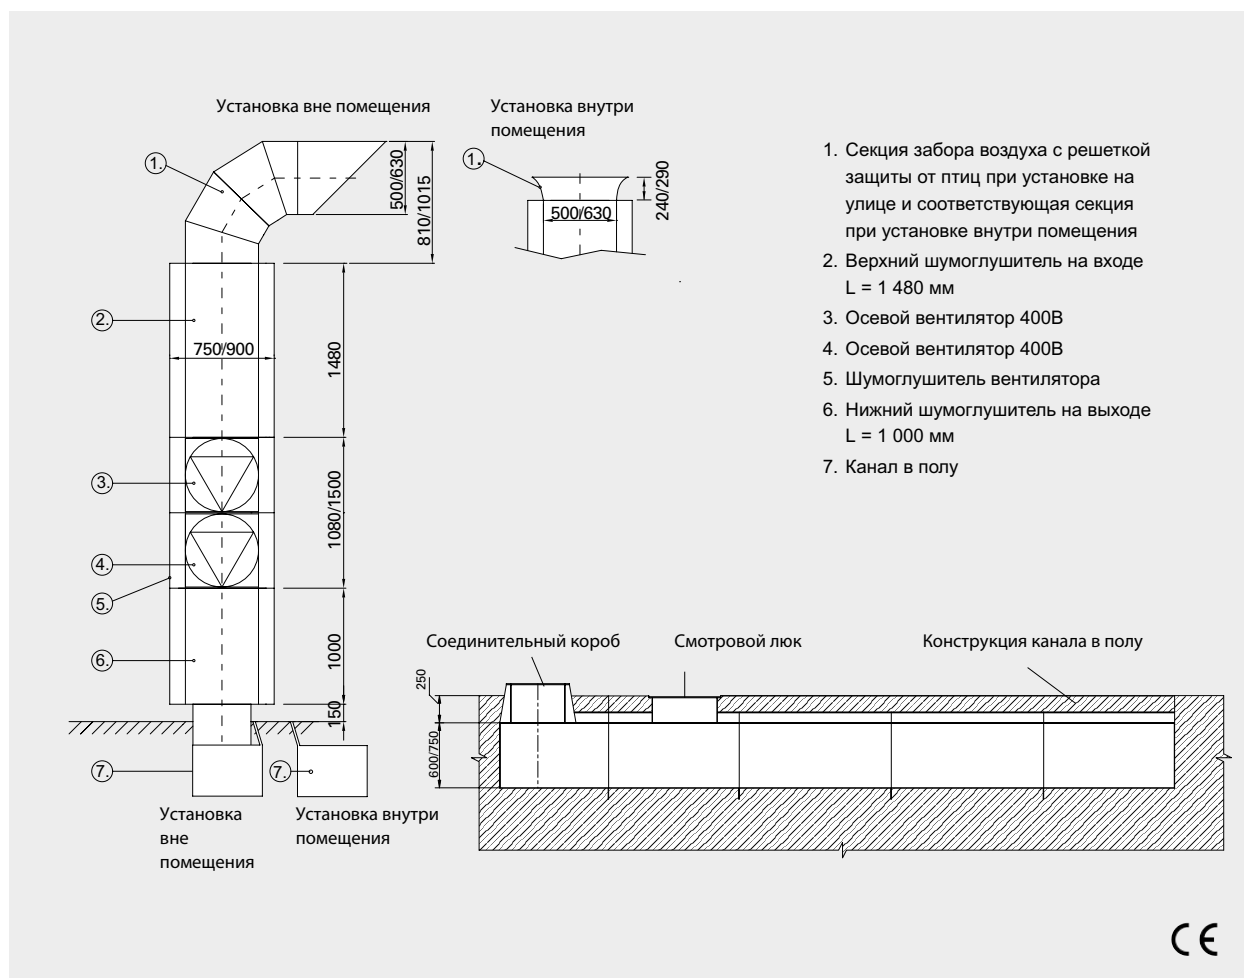 Установка вне помещения
Установка внутри
помещения
1.
500/630
810/1015
1.
500/630
240/290
2.
750/900
1480
3.
1080/1500
4.
5.
6.
1000
150
7.
7.
Установка
вне
помещения
Установка внутри
помещения
1. Секция забора воздуха с решеткой
защиты от птиц при установке на
улице и соответствующая секция
при установке внутри помещения
2. Верхний шумоглушитель на входе
L = 1 480 мм
3. Осевой вентилятор 400В
4. Осевой вентилятор 400В
5. Шумоглушитель вентилятора
6. Нижний шумоглушитель на выходе
L = 1 000 мм
7. Канал в полу
Соединительный короб
Смотровой люк
Конструкция канала в полу
250
600/750
CE